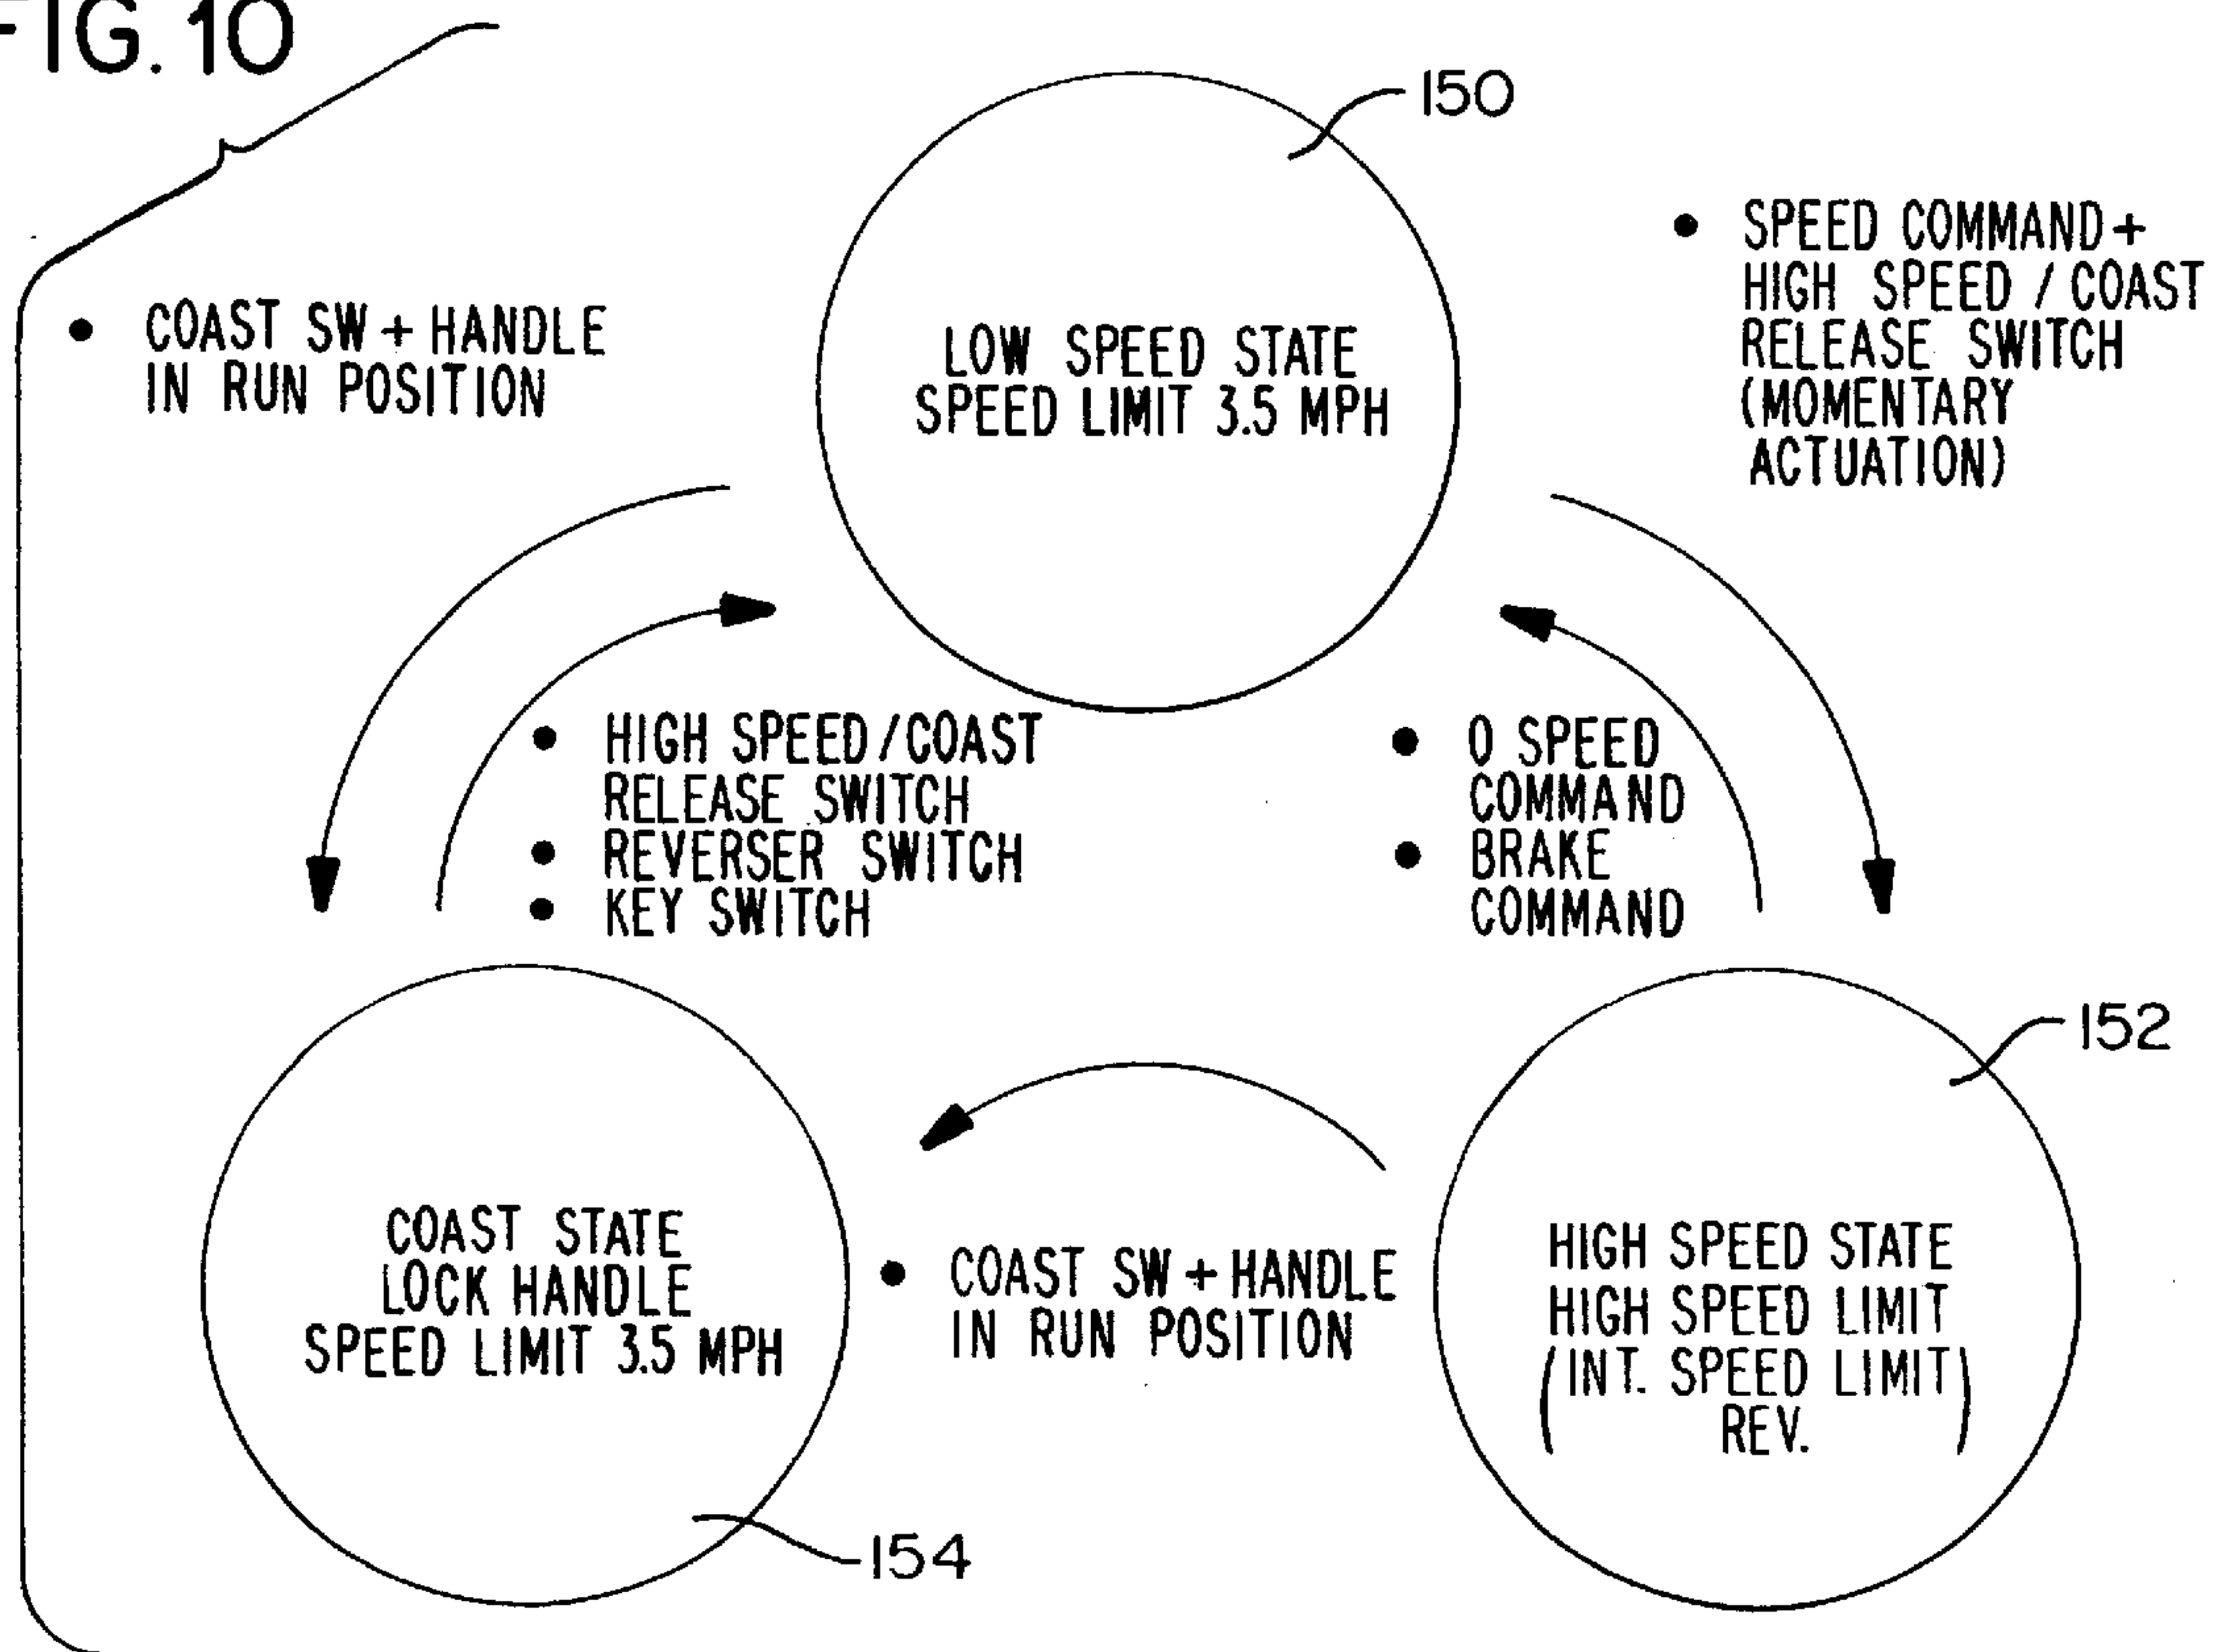 FIG. 10
150
• SPEED COMMAND +
HIGH SPEED / COAST
RELEASE SWITCH
(MOMENTARY
ACTUATION)
• COAST SW + HANDLE
IN RUN POSITION
LOW SPEED STATE
SPEED LIMIT 3.5 MPH
• HIGH SPEED / COAST
RELEASE SWITCH
• REVERSER SWITCH
• KEY SWITCH
• 0 SPEED
COMMAND
• BRAKE
COMMAND
152
COAST STATE
LOCK HANDLE
SPEED LIMIT 3.5 MPH
• COAST SW + HANDLE
IN RUN POSITION
HIGH SPEED STATE
HIGH SPEED LIMIT
(INT. SPEED LIMIT
REV.)
154